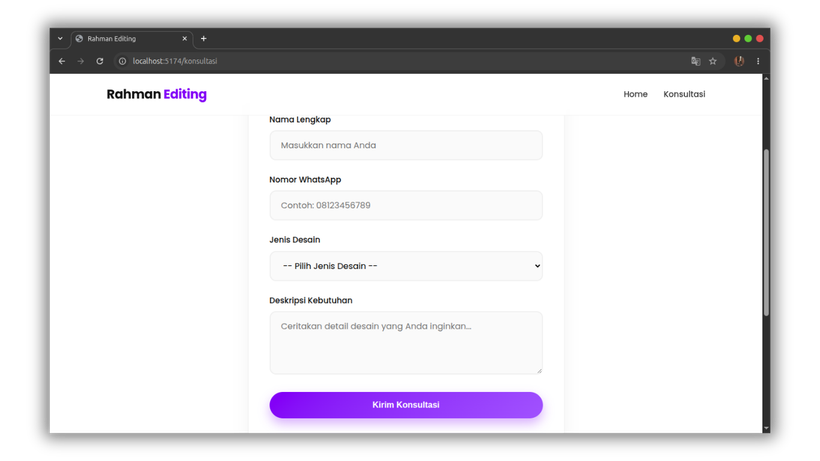 Rahman Editing
localhost:5174/konsultasi
Rahman Editing
Home
Konsultasi
Nama Lengkap
Masukkan nama Anda
Nomor WhatsApp
Contoh: 08123456789
Jenis Desain
-- Pilih Jenis Desain --
Deskripsi Kebutuhan
Ceritakan detail desain yang Anda inginkan...
Kirim Konsultasi